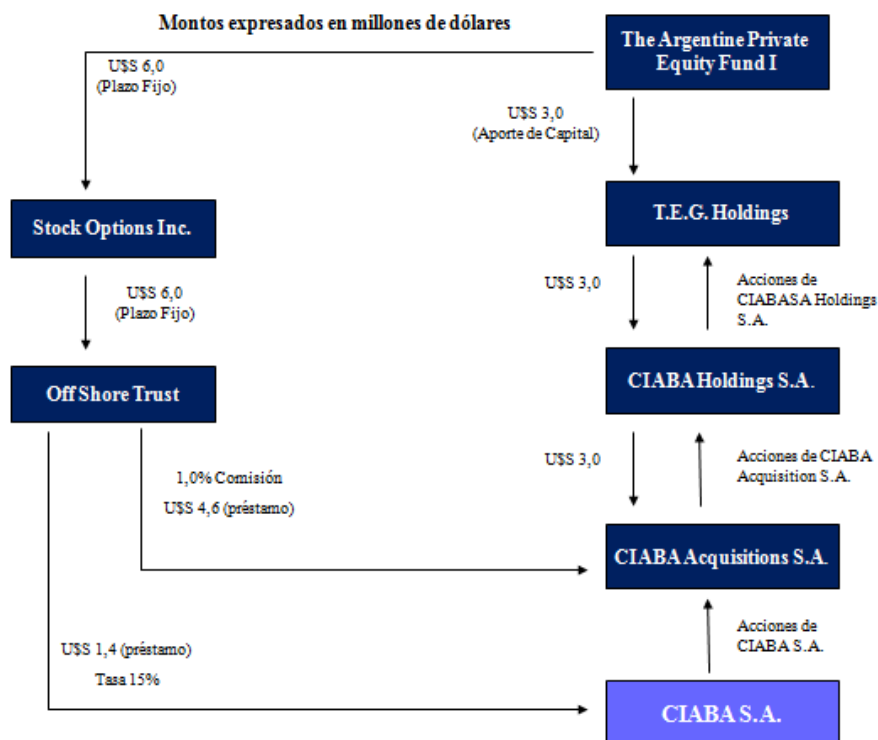 Montos expresados en millones de dólares
The Argentine Private
Equity Fund I
U$S 6,0
(Plazo Fijo)
U$S 3,0
(Aporte de Capital)
T.E.G. Holdings
Stock Options Inc.
U$S 3,0
Acciones de
CIABASA Holdings
S.A.
U$S 6,0
(Plazo Fijo)
CIABA Holdings S.A.
Off Shore Trust
U$S 3,0
Acciones de CIABA
Acquisition S.A.
1,0% Comisión
U$S 4,6 (préstamo)
CIABA Acquisitions S.A.
Acciones de
CIABA S.A.
U$S 1,4 (préstamo)
Tasa 15%
CIABA S.A.